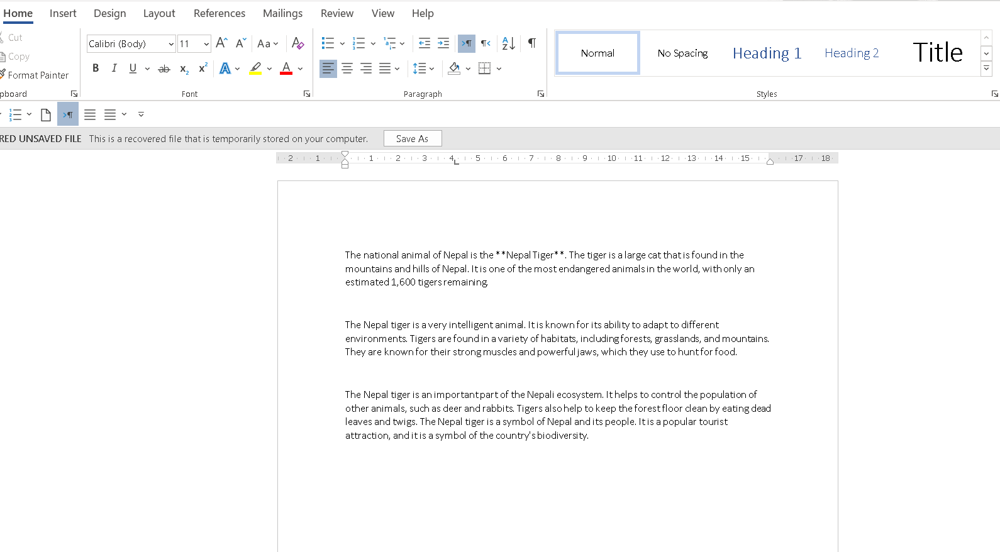 Home Insert Design Layout References Mailings Review View Help
Cut
Copy
Format Painter
pboard
Calibri (Body) 11 A A Aa A
B I U ab x2 x2 A A
Font
Paragraph
Normal No Spacing Heading 1 Heading 2 Title
Styles
RED UNSAVED FILE This is a recovered file that is temporarily stored on your computer. Save As
2 1 1 2 3 4 5 6 7 8 9 10 11 12 13 14 15 17 18
The national animal of Nepal is the **Nepal Tiger**. The tiger is a large cat that is found in the
mountains and hills of Nepal. It is one of the most endangered animals in the world, with only an
estimated 1,600 tigers remaining.
The Nepal tiger is a very intelligent animal. It is known for its ability to adapt to different
environments. Tigers are found in a variety of habitats, including forests, grasslands, and mountains.
They are known for their strong muscles and powerful jaws, which they use to hunt for food.
The Nepal tiger is an important part of the Nepali ecosystem. It helps to control the population of
other animals, such as deer and rabbits. Tigers also help to keep the forest floor clean by eating dead
leaves and twigs. The Nepal tiger is a symbol of Nepal and its people. It is a popular tourist
attraction, and it is a symbol of the country's biodiversity.